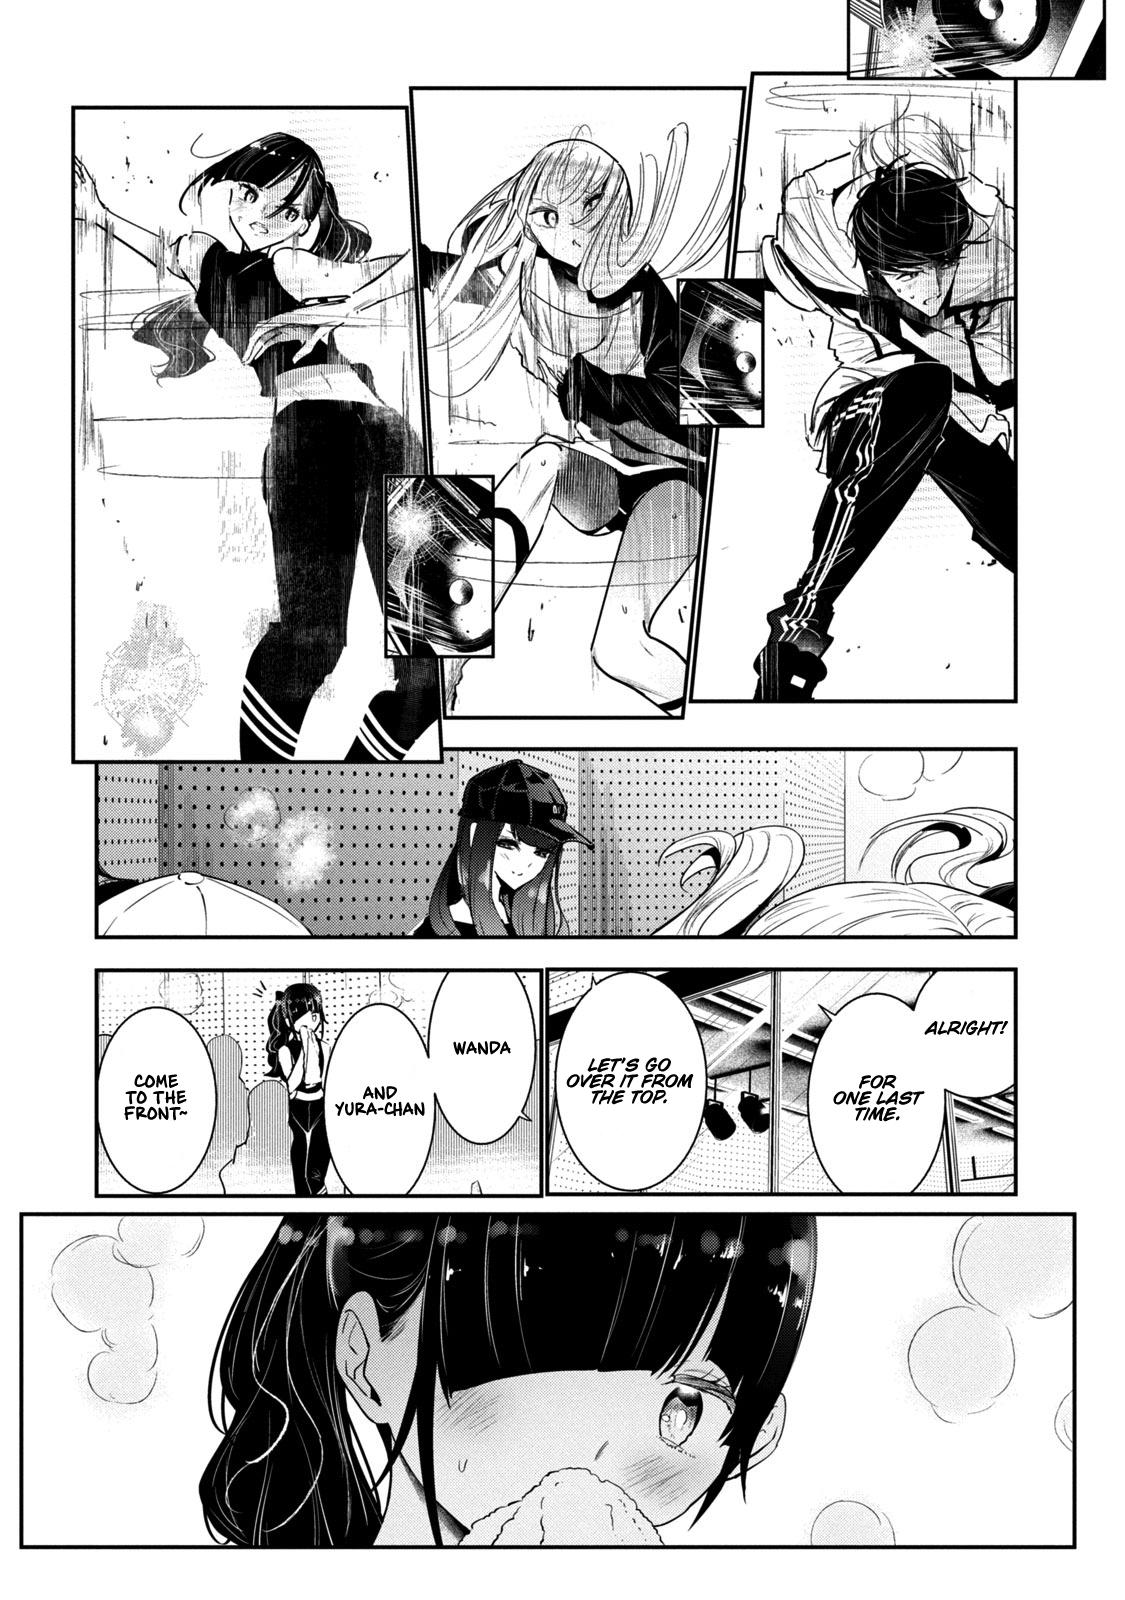 ALRIGHT!
FOR
ONE LAST
TIME.
LET'S GO
OVER IT FROM
THE TOP.
WANDA
AND
YURA-CHAN
COME
TO THE
FRONT~